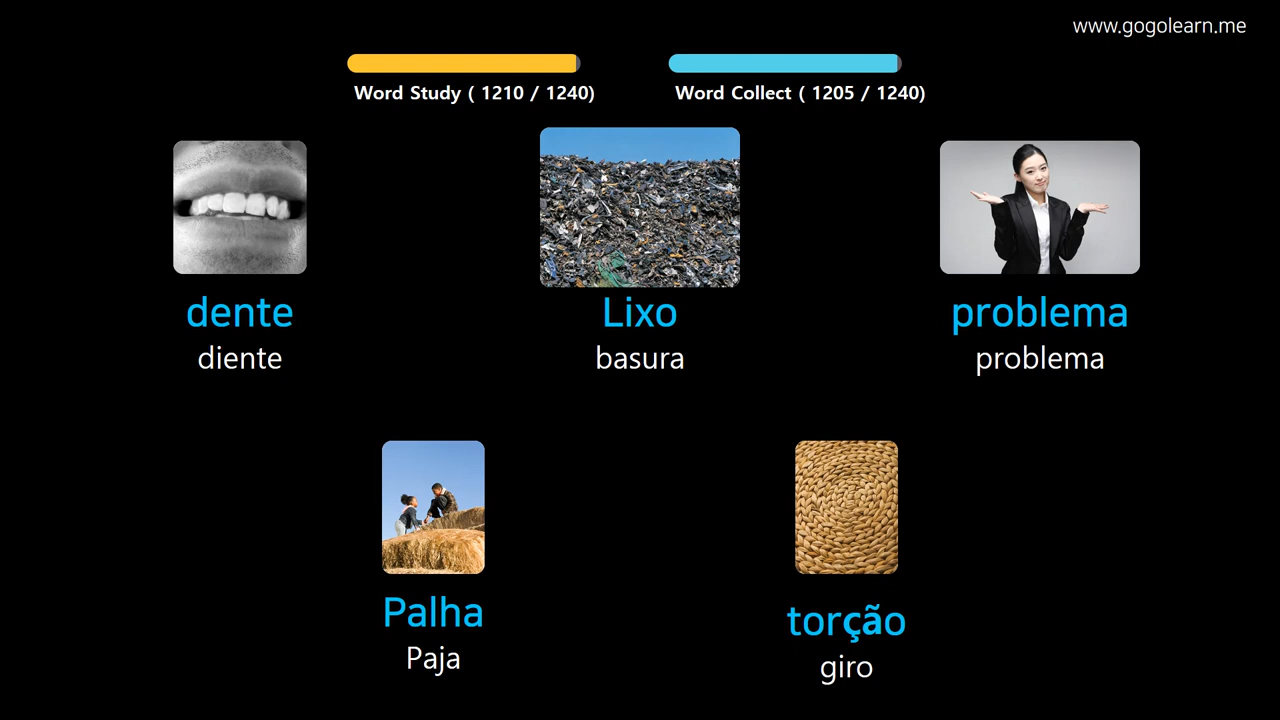 www.gogolearn.me
Word Study ( 1210 / 1240)
Word Collect ( 1205 / 1240)
dente
diente
Lixo
basura
problema
problema
Palha
Paja
torção
giro